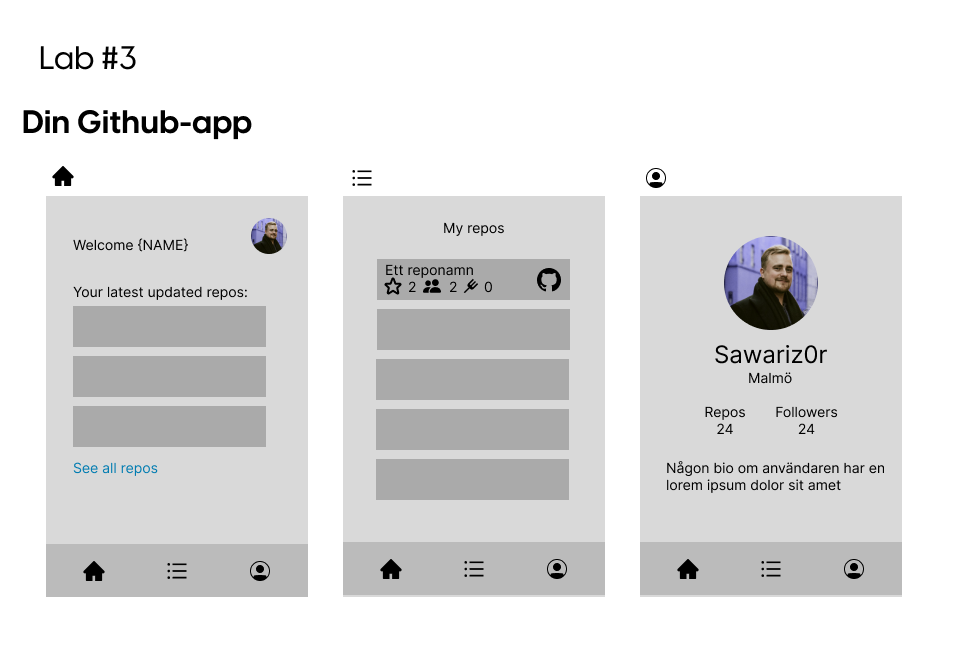 Lab #3
Din Github-app
Welcome {NAME}
Your latest updated repos:
See all repos
My repos
Ett reponamn
2 2 0
Sawariz0r
Malmö
Repos Followers
24 24
Någon bio om användaren har en
lorem ipsum dolor sit amet